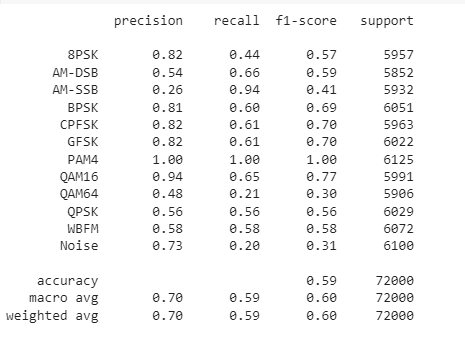 precision recall f1-score support
8PSK 0.82 0.44 0.57 5957
AM-DSB 0.54 0.66 0.59 5852
AM-SSB 0.26 0.94 0.41 5932
BPSK 0.81 0.60 0.69 6051
CPFSK 0.82 0.61 0.70 5963
GFSK 0.82 0.61 0.70 6022
PAM4 1.00 1.00 1.00 6125
QAM16 0.94 0.65 0.77 5991
QAM64 0.48 0.21 0.30 5906
QPSK 0.56 0.56 0.56 6029
WBFM 0.58 0.58 0.58 6072
Noise 0.73 0.20 0.31 6100
accuracy 0.59 72000
macro avg 0.70 0.59 0.60 72000
weighted avg 0.70 0.59 0.60 72000